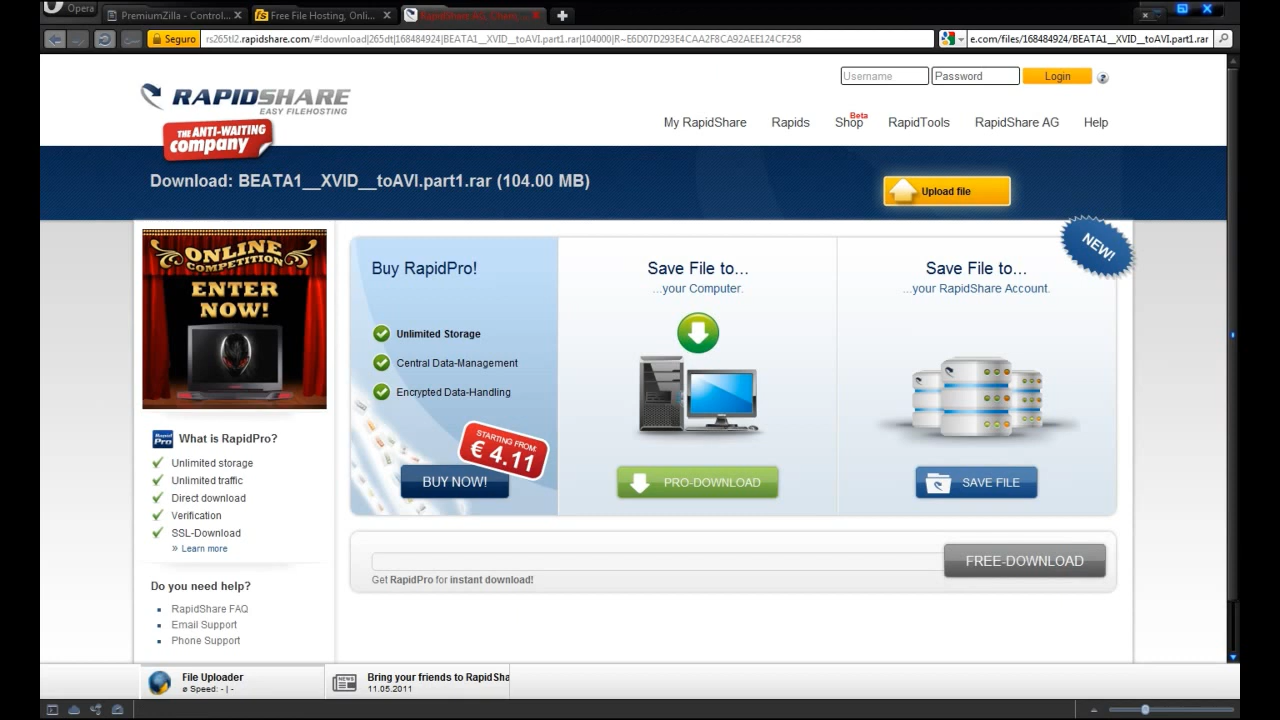 Opera
PremiumZilla - Control...
Free File Hosting, Onli...
RapidShare AG, Cham,...
Seguro
rs265tl2.rapidshare.com/#!download|265dt|168484924|BEATA1__XVID__toAVI.part1.rar|104000|R~E6D07D293E4CAA2F8CA92AEE124CF258
e.com/files/168484924/BEATA1__XVID__toAVI.part1.rar
Username
Password
Login
?
RAPIDSHARE
EASY FILEHOSTING
THE ANTI-WAITING
company
My RapidShare
Rapids
Shop
Beta
RapidTools
RapidShare AG
Help
Download: BEATA1__XVID__toAVI.part1.rar (104.00 MB)
Upload file
ONLINE
COMPETITION
ENTER
NOW!
What is RapidPro?
Rapid
Pro
Unlimited storage
Unlimited traffic
Direct download
Verification
SSL-Download
» Learn more
Do you need help?
RapidShare FAQ
Email Support
Phone Support
Buy RapidPro!
Unlimited Storage
Central Data-Management
Encrypted Data-Handling
STARTING FROM:
€ 4.11
BUY NOW!
Save File to...
...your Computer.
PRO-DOWNLOAD
NEW!
Save File to...
...your RapidShare Account.
SAVE FILE
FREE-DOWNLOAD
Get RapidPro for instant download!
File Uploader
ø Speed: - | -
NEWS
Bring your friends to RapidSha
11.05.2011